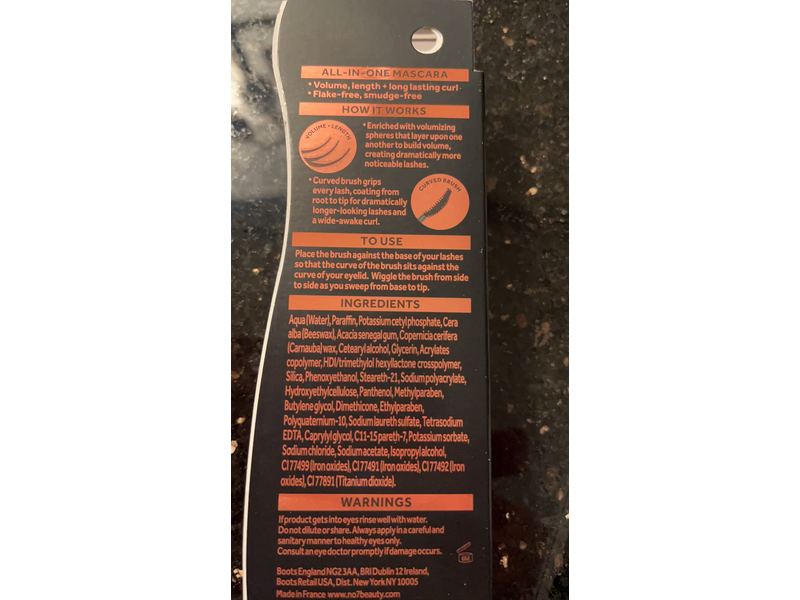 ALL-IN-ONE MASCARA
• Volume, length + long lasting curl
• Flake-free, smudge-free
HOW IT WORKS
VOLUME + LENGTH
• Enriched with volumizing
spheres that layer upon one
another to build volume,
creating dramatically more
noticeable lashes.
• Curved brush grips
every lash, coating from
root to tip for dramatically
longer-looking lashes and
a wide-awake curl.
CURVED BRUSH
TO USE
Place the brush against the base of your lashes
so that the curve of the brush sits against the
curve of your eyelid. Wiggle the brush from side
to side as you sweep from base to tip.
INGREDIENTS
Aqua (Water), Paraffin, Potassium cetyl phosphate, Cera
alba (Beeswax), Acacia senegal gum, Copernicia cerifera
(Carnauba) wax, Cetearyl alcohol, Glycerin, Acrylates
copolymer, HDI/trimethylol hexyllactone crosspolymer,
Silica, Phenoxyethanol, Steareth-21, Sodium polyacrylate,
Hydroxyethylcellulose, Panthenol, Methylparaben,
Butylene glycol, Dimethicone, Ethylparaben,
Polyquaternium-10, Sodium laureth sulfate, Tetrasodium
EDTA, Caprylyl glycol, C11-15 pareth-7, Potassium sorbate,
Sodium chloride, Sodium acetate, Isopropyl alcohol,
CI 77499 (Iron oxides), CI 77491 (Iron oxides), CI 77492 (Iron
oxides), CI 77891 (Titanium dioxide).
WARNINGS
If product gets into eyes rinse well with water.
Do not dilute or share. Always apply in a careful and
sanitary manner to healthy eyes only.
Consult an eye doctor promptly if damage occurs.
Boots England NG2 3AA, BRI Dublin 12 Ireland,
Boots Retail USA, Dist. New York NY 10005
Made in France www.no7beauty.com